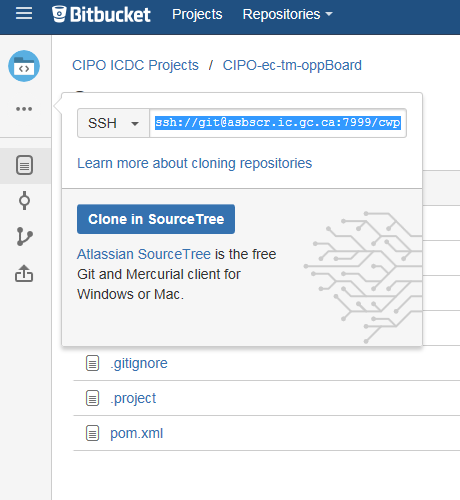 Bitbucket Projects Repositories
CIPO ICDC Projects / CIPO-ec-tm-oppBoard
SSH ssh://git@asbscr.ic.gc.ca:7999/cwp
Learn more about cloning repositories
Clone in SourceTree
Atlassian SourceTree is the free
Git and Mercurial client for
Windows or Mac.
.gitignore
.project
pom.xml